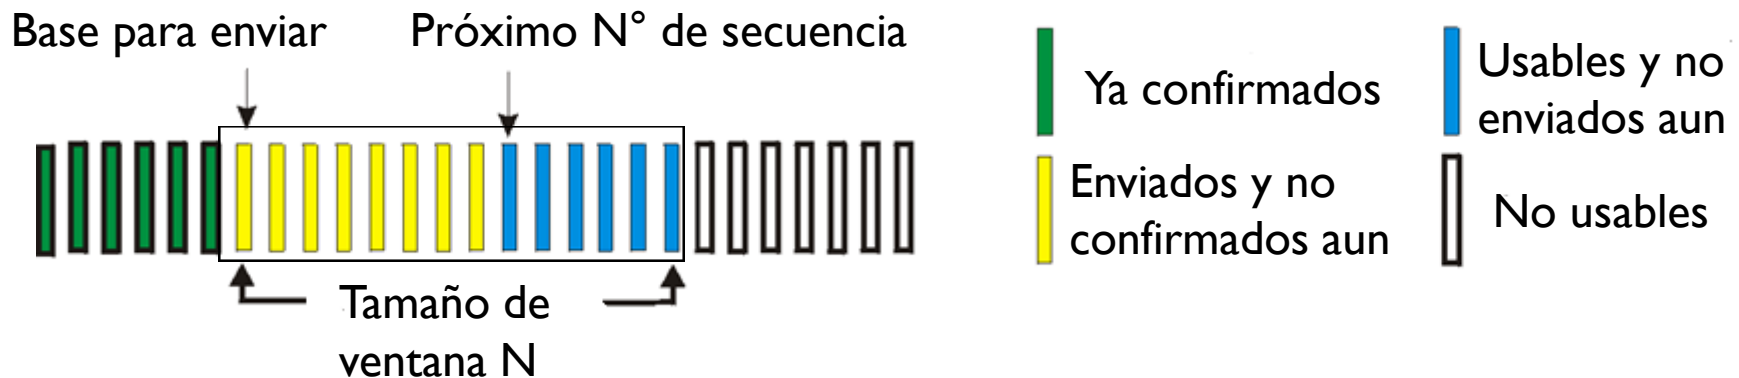 Base para enviar
Próximo N° de secuencia
Tamaño de
ventana N
Ya confirmados
Enviados y no
confirmados aun
Usables y no
enviados aun
No usables